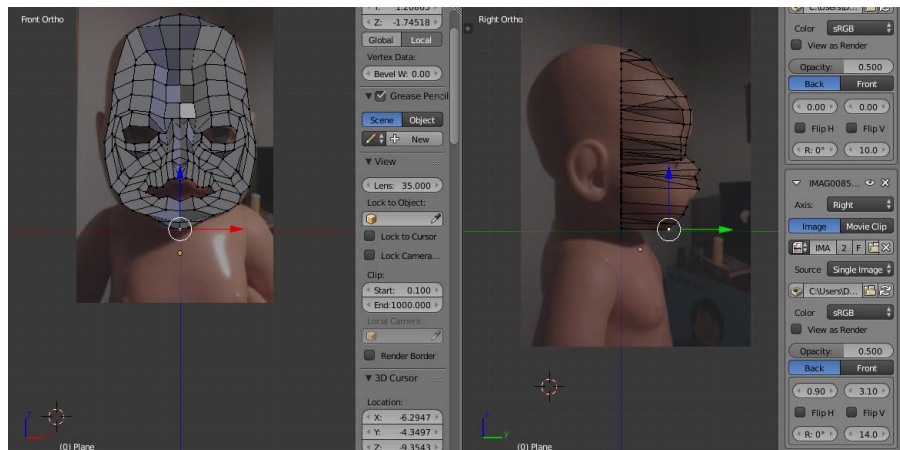 Front Ortho
Z: -1.74518
Global Local
Vertex Data:
Bevel W: 0.00
Grease Pencil
Scene Object
New
View
Lens: 35.000
Lock to Object:
Lock to Cursor
Lock Camera...
Clip:
Start: 0.100
End:1000.000
Local Camera:
Render Border
3D Cursor
Location:
X: -6.2947
Y: -4.3497
Z: -9.3543
z
(0) Plane
Right Ortho
Color sRGB
View as Render
Opacity: 0.500
Back Front
0.00 0.00
Flip H Flip V
R: 0° 10.0
IMAG0085...
Axis: Right
Image Movie Clip
IMA 2 F
Source Single Image
C:\Users\D...
Color sRGB
View as Render
Opacity: 0.500
Back Front
0.90 3.10
Flip H Flip V
R: 0° 14.0
z
y
(0) Plane